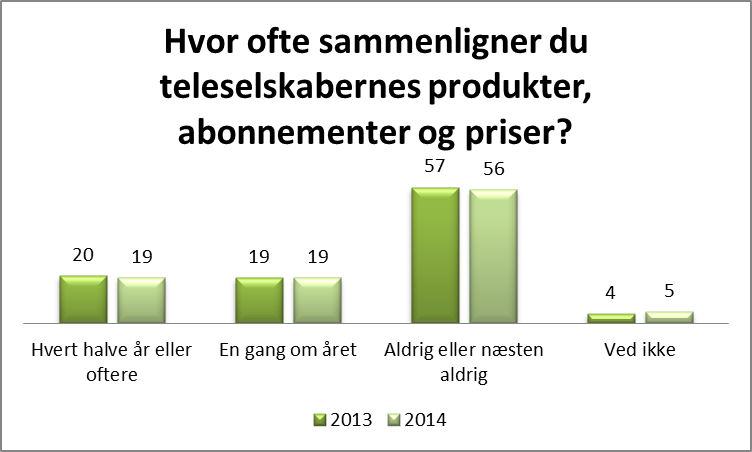 Hvor ofte sammenligner du
teleselskabernes produkter,
abonnementer og priser?
57
56
20
19
19
19
4
5
Hvert halve år eller
oftere
En gang om året
Aldrig eller næsten
aldrig
Ved ikke
2013
2014